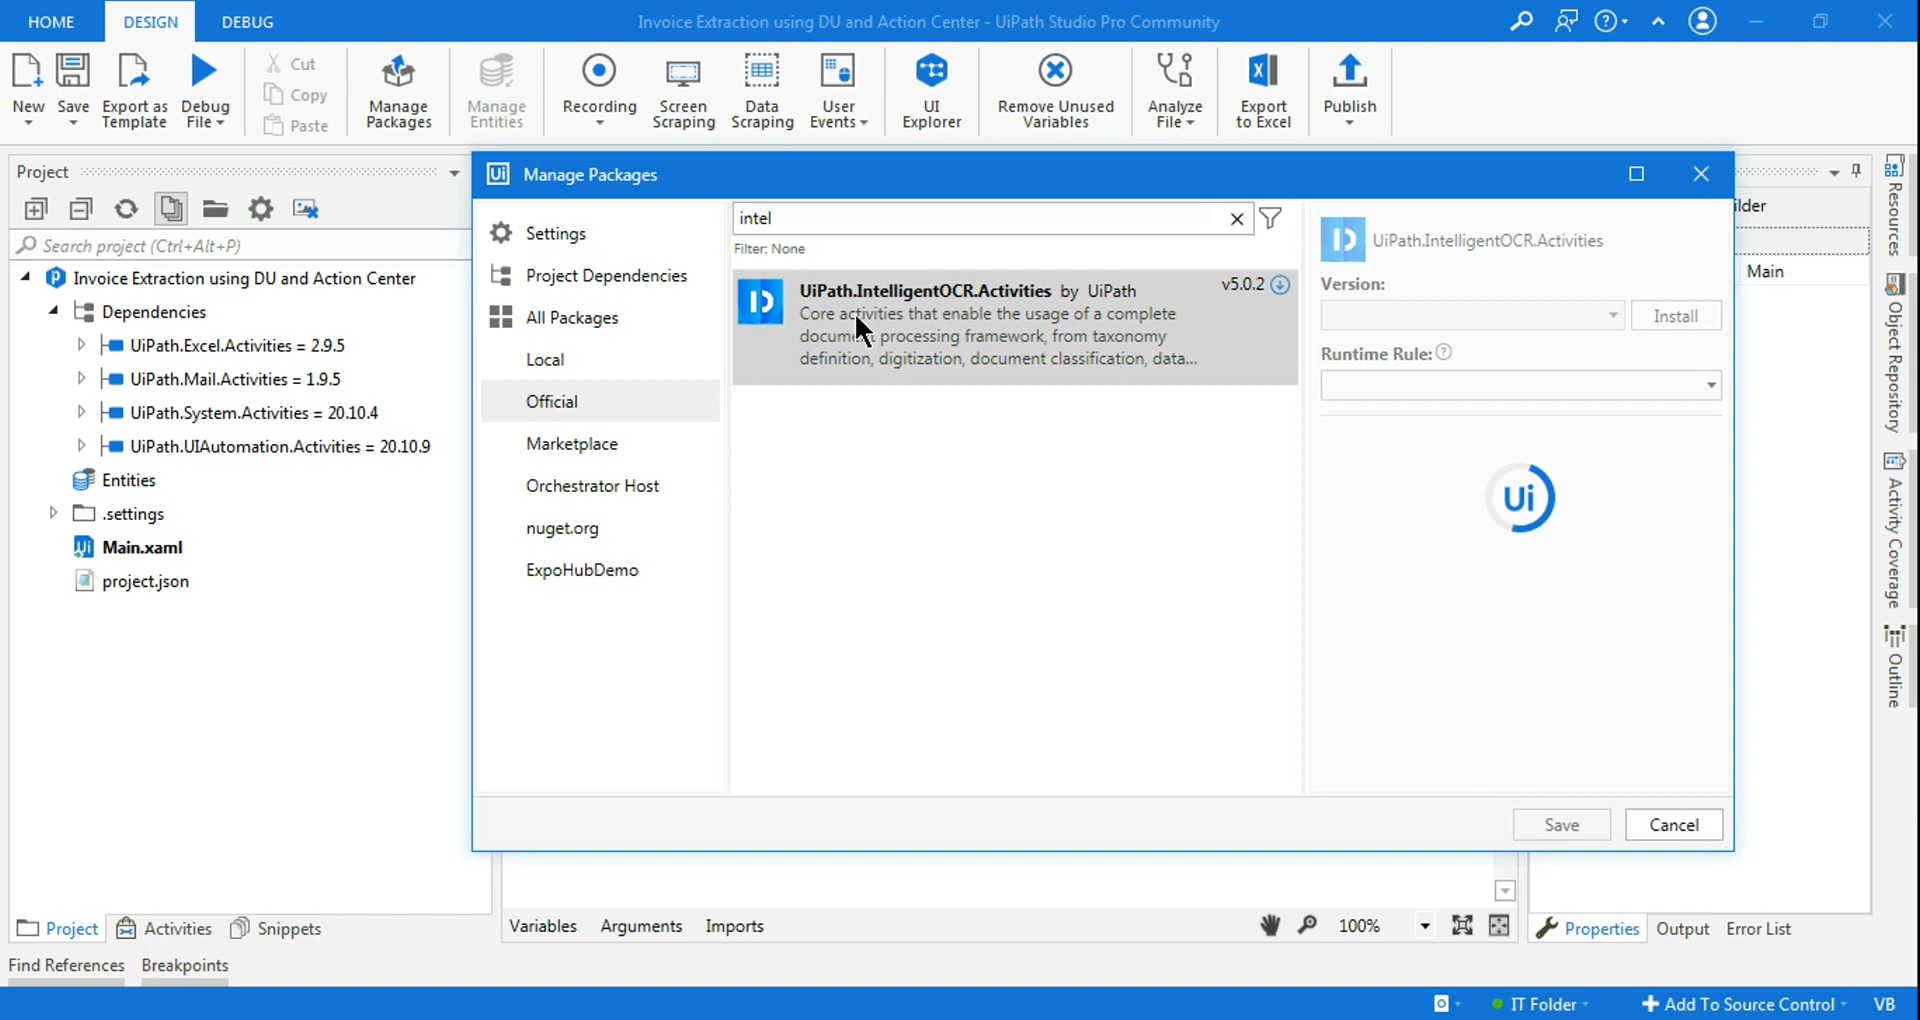 HOME
DESIGN
DEBUG
Invoice Extraction using DU and Action Center - UiPath Studio Pro Community
New
Save
Export as
Template
Debug
File
Cut
Copy
Paste
Manage
Packages
Manage
Entities
Recording
Screen
Scraping
Data
Scraping
User
Events
UI
Explorer
Remove Unused
Variables
Analyze
File
Export
to Excel
Publish
Project
Search project (Ctrl+Alt+P)
Invoice Extraction using DU and Action Center
Dependencies
UiPath.Excel.Activities = 2.9.5
UiPath.Mail.Activities = 1.9.5
UiPath.System.Activities = 20.10.4
UiPath.UIAutomation.Activities = 20.10.9
Entities
.settings
Main.xaml
project.json
Ui Manage Packages
Settings
Project Dependencies
All Packages
Local
Official
Marketplace
Orchestrator Host
nuget.org
ExpoHubDemo
intel
Filter: None
UiPath.IntelligentOCR.Activities by UiPath
v5.0.2
Core activities that enable the usage of a complete
document processing framework, from taxonomy
definition, digitization, document classification, data...
UiPath.IntelligentOCR.Activities
Version:
Install
Runtime Rule:
Ui
Save
Cancel
ilder
Main
Resources
Object Repository
Activity Coverage
Outline
Project
Activities
Snippets
Variables
Arguments
Imports
100%
Properties
Output
Error List
Find References
Breakpoints
IT Folder
Add To Source Control
VB